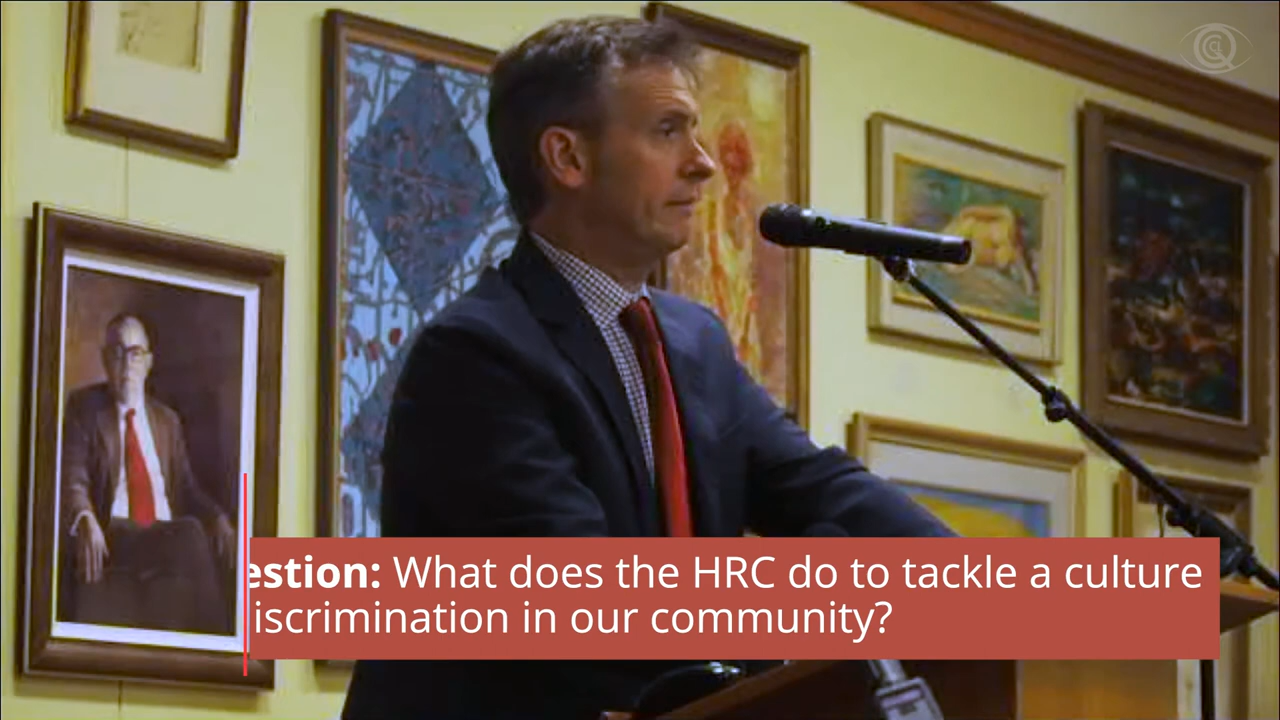 estion: What does the HRC do to tackle a culture
iscrimination in our community?